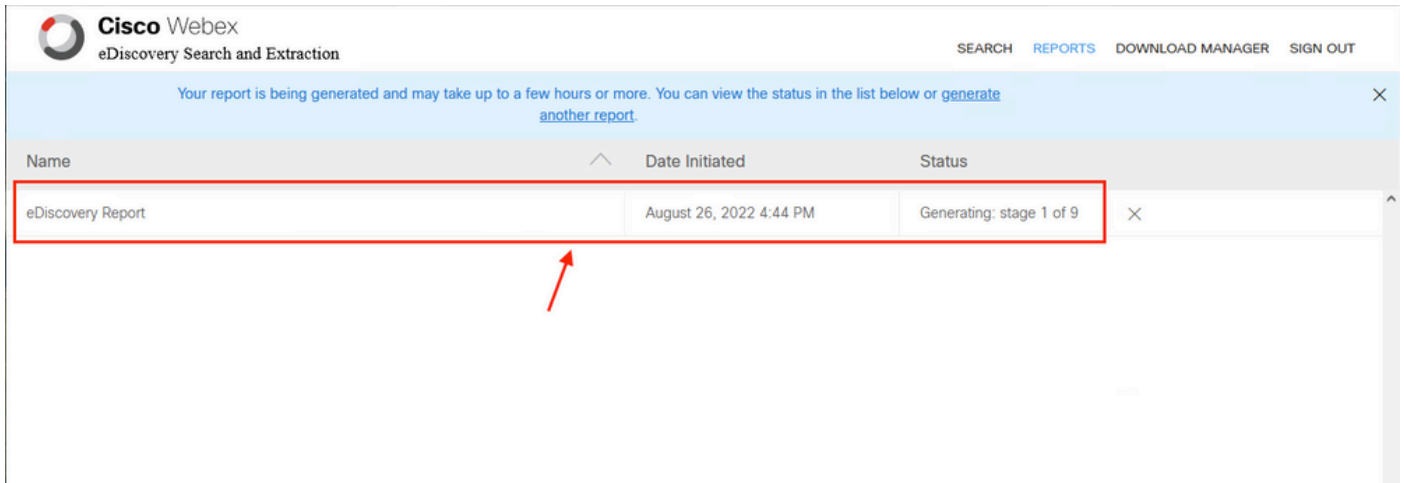 Cisco Webex
eDiscovery Search and Extraction
SEARCH REPORTS DOWNLOAD MANAGER SIGN OUT
Your report is being generated and may take up to a few hours or more. You can view the status in the list below or generate
another report.
Name Date Initiated Status
eDiscovery Report August 26, 2022 4:44 PM Generating: stage 1 of 9